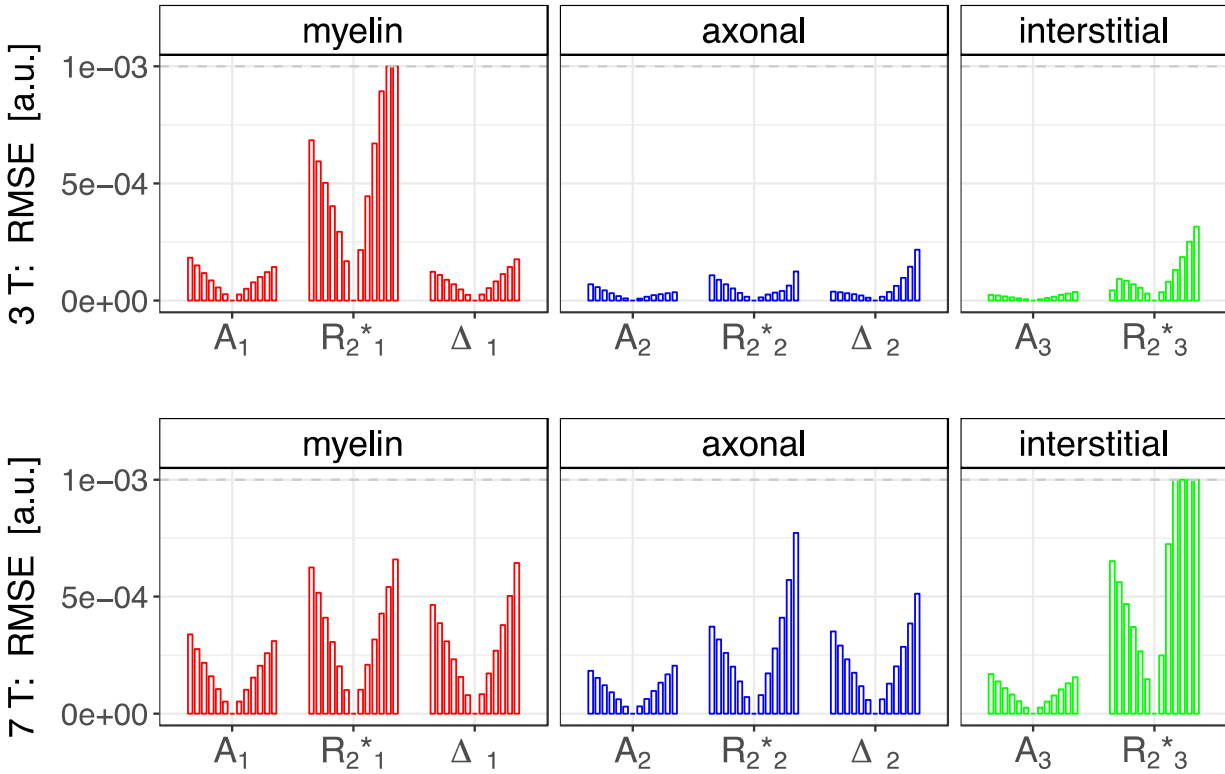 myelin axonal interstitial
3 T: RMSE [a.u.]
1e−03
5e−04
0e+00
A₁ R₂*₁ Δ ₁ A₂ R₂*₂ Δ ₂ A₃ R₂*₃
myelin axonal interstitial
7 T: RMSE [a.u.]
1e−03
5e−04
0e+00
A₁ R₂*₁ Δ ₁ A₂ R₂*₂ Δ ₂ A₃ R₂*₃